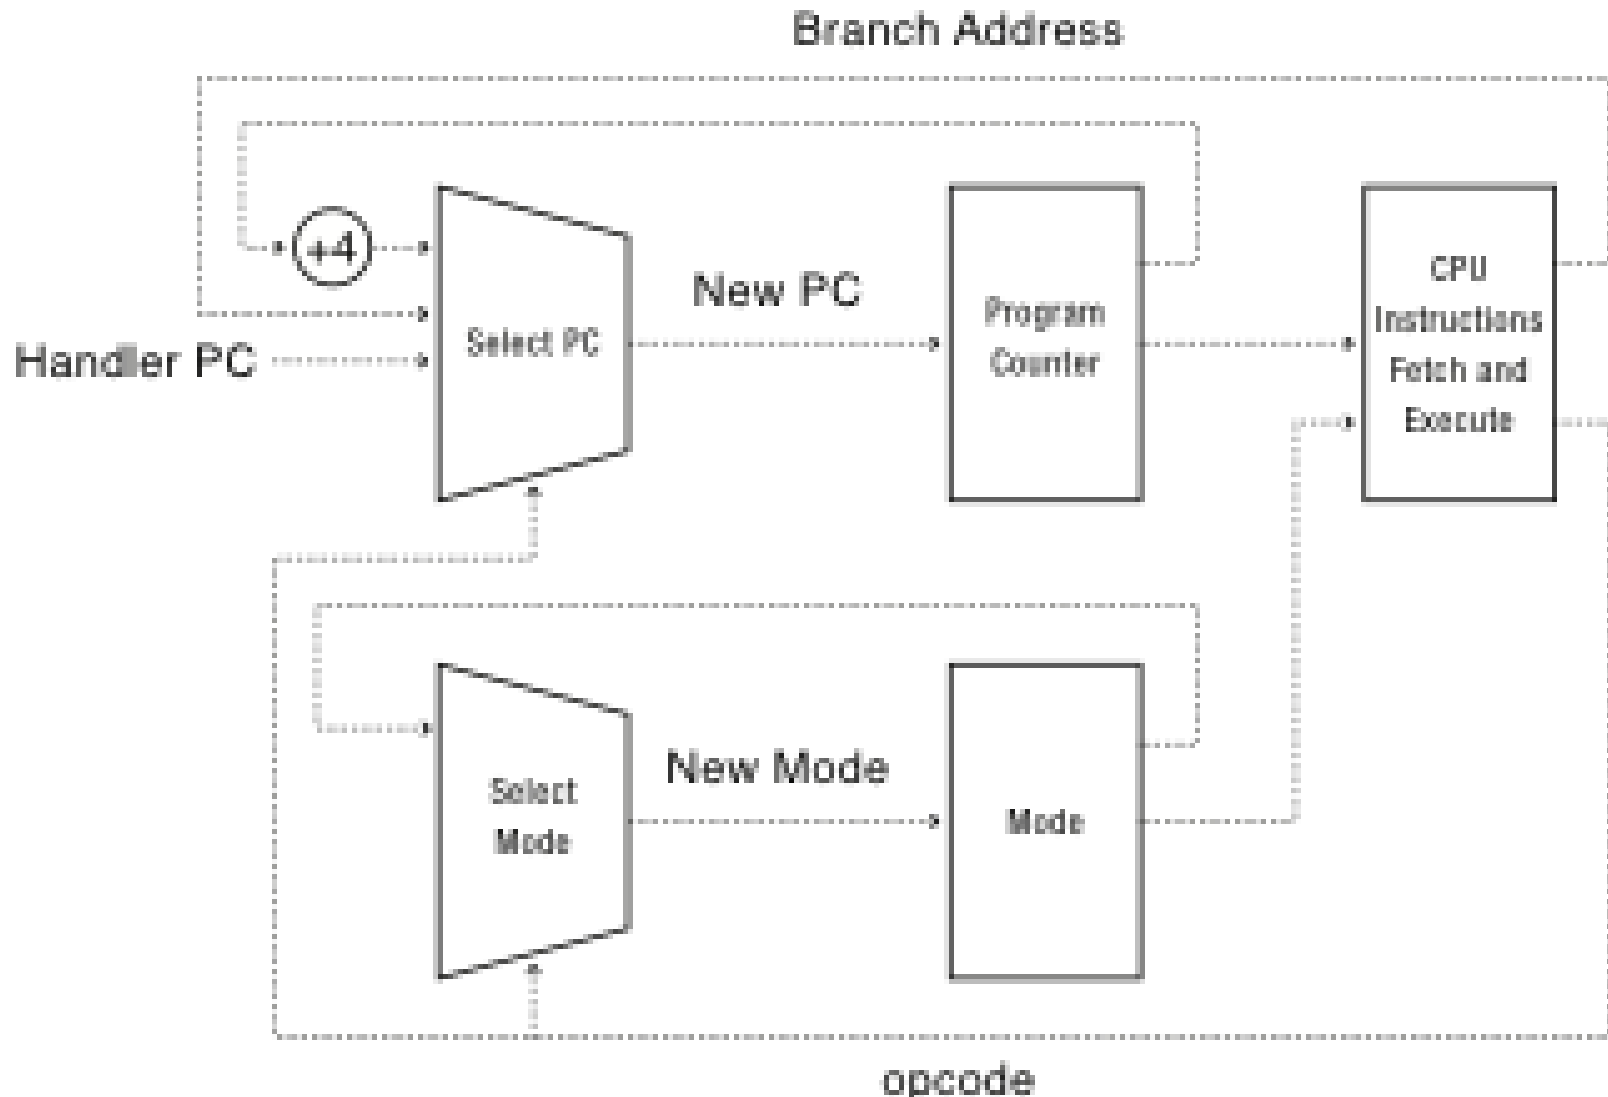 Branch Address
+4
Handler PC
Select PC
New PC
Program
Counter
CPU
Instructions
Fetch and
Execute
Select
Mode
New Mode
Mode
opcode